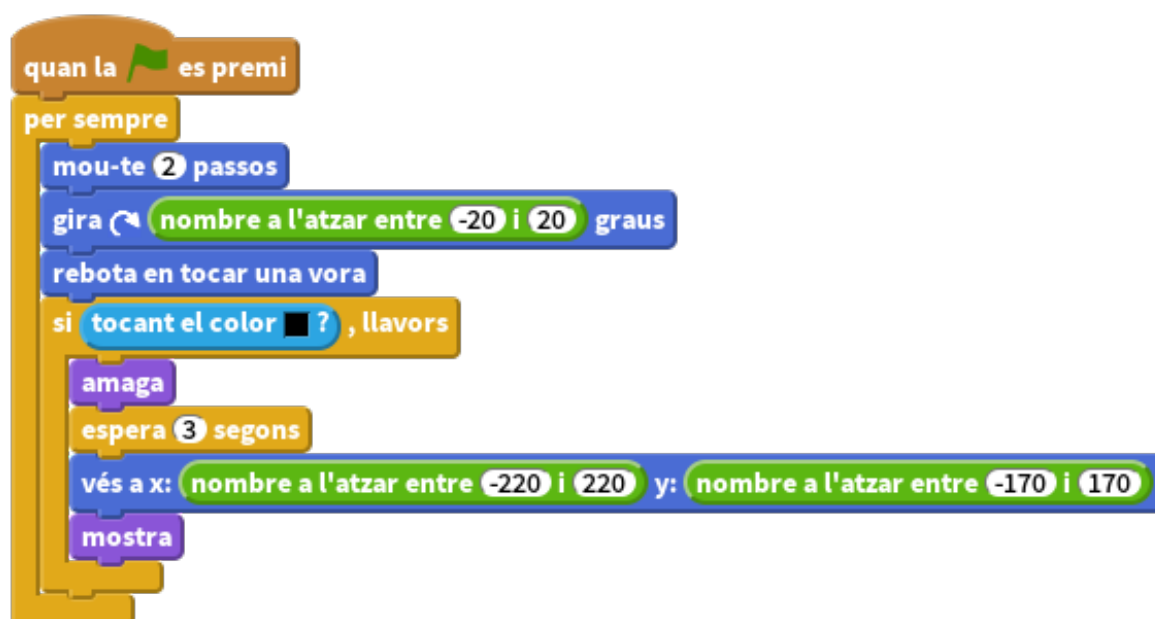 quan la es premi
per sempre
mou-te 2 passos
gira nombre a l'atzar entre -20 i 20 graus
rebota en tocar una vora
si tocant el color ? , llavors
amaga
espera 3 segons
vés a x: nombre a l'atzar entre -220 i 220 y: nombre a l'atzar entre -170 i 170
mostra